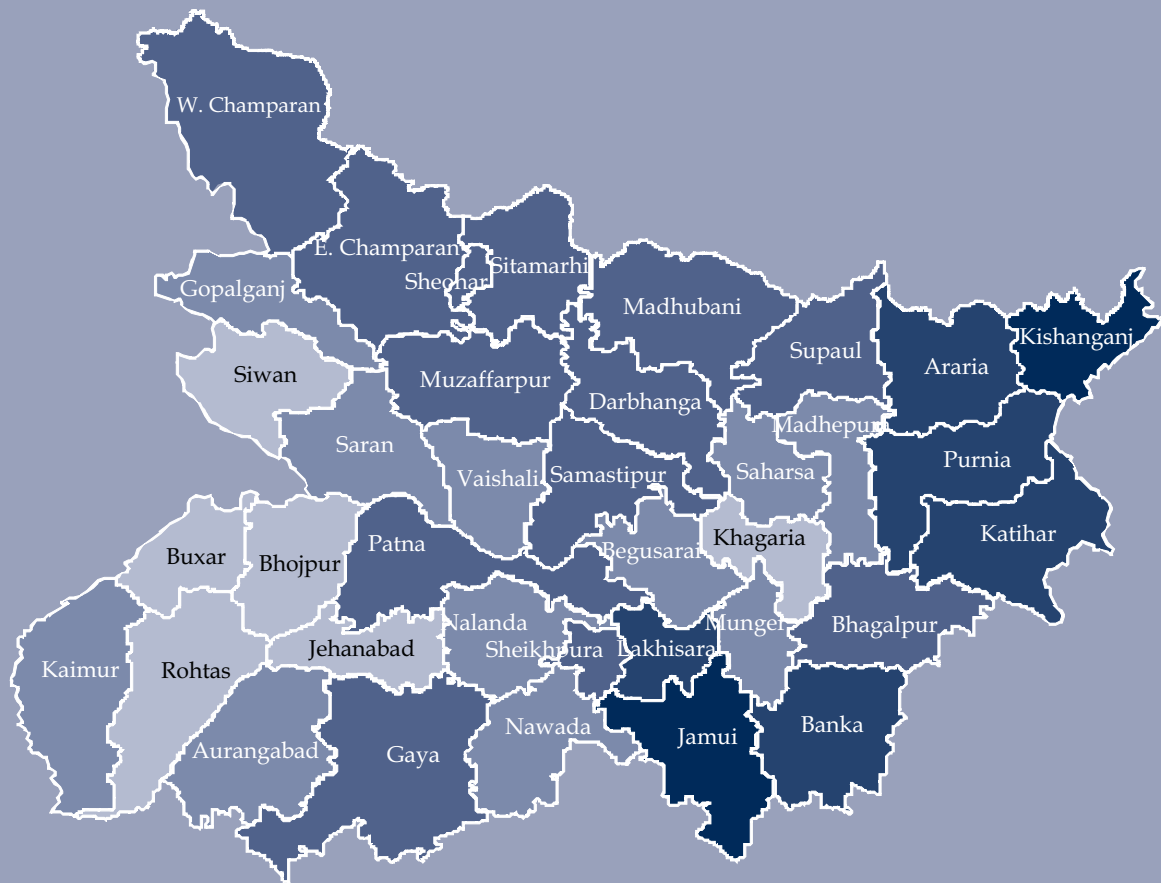 W. Champaran
E. Champaran
Sheohar
Sitamarhi
Gopalganj
Madhubani
Kishanganj
Supaul
Araria
Siwan
Muzaffarpur
Darbhanga
Madhepura
Saran
Vaishali
Samastipur
Saharsa
Purnia
Katihar
Buxar
Bhojpur
Patna
Begusarai
Khagaria
Nalanda
Munger
Bhagalpur
Kaimur
Rohtas
Jehanabad
Sheikhpura
Lakhisarai
Aurangabad
Gaya
Nawada
Jamui
Banka